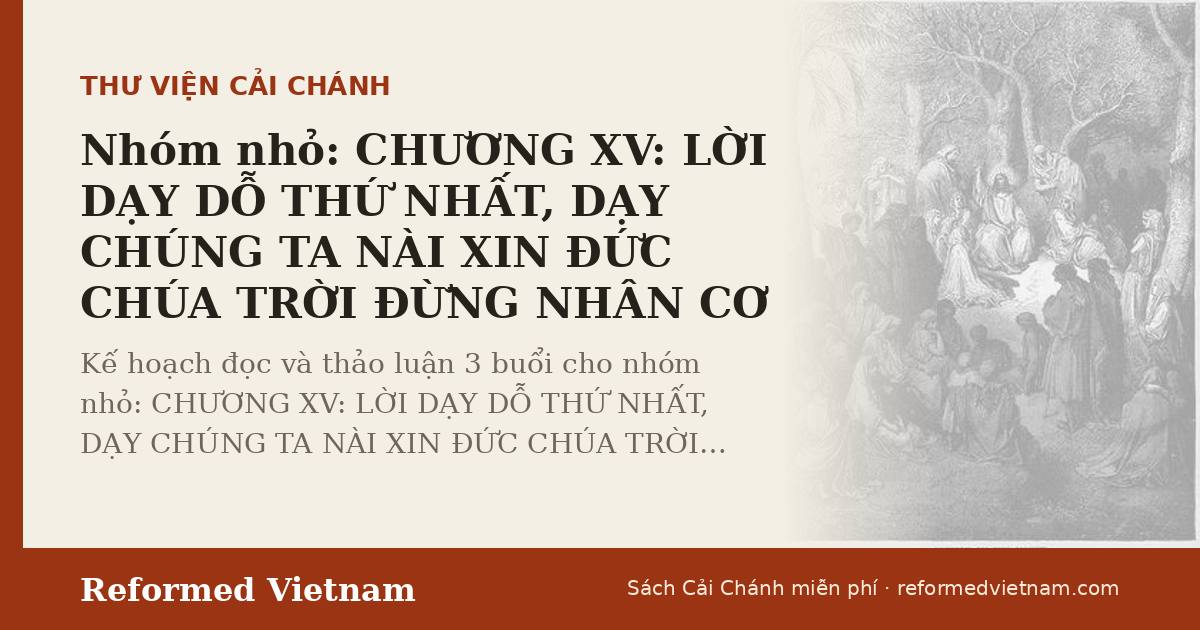 THƯ VIỆN CẢI CHÁNH
Nhóm nhỏ: CHƯƠNG XV: LỜI
DẠY DỖ THỨ NHẤT, DẠY
CHÚNG TA NÀI XIN ĐỨC
CHÚA TRỜI ĐỪNG NHÂN CƠ
Kế hoạch đọc và thảo luận 3 buổi cho nhóm
nhỏ: CHƯƠNG XV: LỜI DẠY DỖ THỨ NHẤT,
DẠY CHÚNG TA NÀI XIN ĐỨC CHÚA TRỜI...
Reformed Vietnam
Sách Cải Chánh miễn phí · reformedvietnam.com